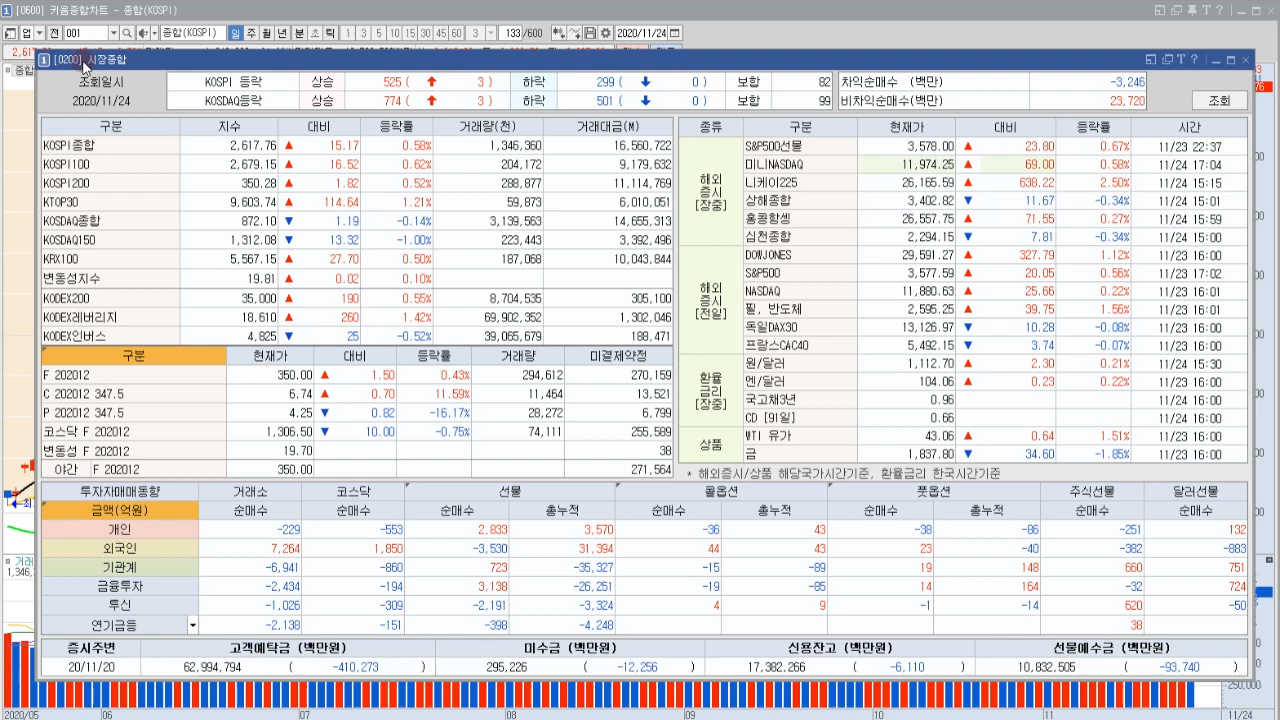 [0600] 키움종합차트 - 종합(KOSPI)
업 전 001 종합(KOSPI) 일 주 월 년 분 초 틱 1 3 5 10 15 30 45 60 3 133/600 2020/11/24
[0200] 시장종합
조회일시 KOSPI 등락 상승 525 ( 3 ) 하락 299 ( 0 ) 보합 82 차익순매수 (백만) -3,246
2020/11/24 KOSDAQ등락 상승 774 ( 3 ) 하락 501 ( 0 ) 보합 99 비차익순매수(백만) 23,720 조회
구분 지수 대비 등락률 거래량(천) 거래대금(M)
KOSPI종합 2,617.76 ▲ 15.17 0.58% 1,346,360 16,560,722
KOSPI100 2,679.15 ▲ 16.52 0.62% 204,172 9,179,632
KOSPI200 350.28 ▲ 1.82 0.52% 288,877 11,114,769
KTOP30 9,603.74 ▲ 114.64 1.21% 59,873 6,010,051
KOSDAQ종합 872.10 ▼ 1.19 -0.14% 3,139,563 14,655,313
KOSDAQ150 1,312.08 ▼ 13.32 -1.00% 223,443 3,392,496
KRX100 5,567.15 ▲ 27.70 0.50% 187,068 10,043,844
변동성지수 19.81 ▲ 0.02 0.10%
KODEX200 35,000 ▲ 190 0.55% 8,704,535 305,100
KODEX레버리지 18,610 ▲ 260 1.42% 69,902,352 1,302,046
KODEX인버스 4,825 ▼ 25 -0.52% 39,065,679 188,471
구분 현재가 대비 등락률 거래량 미결제약정
F 202012 350.00 ▲ 1.50 0.43% 294,612 270,159
C 202012 347.5 6.74 ▲ 0.70 11.59% 11,464 13,521
P 202012 347.5 4.25 ▼ 0.82 -16.17% 28,272 6,799
코스닥 F 202012 1,306.50 ▼ 10.00 -0.75% 74,111 255,589
변동성 F 202012 19.70 38
야간 F 202012 350.00 271,564
종류 구분 현재가 대비 등락률 시간
해외
증시
[장중]
S&P500선물 3,578.00 ▲ 23.80 0.67% 11/23 22:37
미니NASDAQ 11,974.25 ▲ 69.00 0.58% 11/24 17:04
니케이225 26,165.59 ▲ 638.22 2.50% 11/24 15:15
상해종합 3,402.82 ▼ 11.67 -0.34% 11/24 15:01
홍콩항셍 26,557.75 ▲ 71.55 0.27% 11/24 15:59
심천종합 2,294.15 ▼ 7.81 -0.34% 11/24 16:00
해외
증시
[전일]
DOWJONES 29,591.27 ▲ 327.79 1.12% 11/23 16:00
S&P500 3,577.59 ▲ 20.05 0.56% 11/23 17:02
NASDAQ 11,880.63 ▲ 25.66 0.22% 11/23 16:01
필, 반도체 2,595.25 ▲ 39.75 1.56% 11/23 16:01
독일DAX30 13,126.97 ▼ 10.28 -0.08% 11/23 16:00
프랑스CAC40 5,492.15 ▼ 3.74 -0.07% 11/23 16:00
환율
금리
[장중]
원/달러 1,112.70 ▲ 2.30 0.21% 11/24 15:30
엔/달러 104.06 ▲ 0.23 0.22% 11/24 16:00
국고채3년 0.96 11/24 16:00
CD [91일] 0.66 11/24 16:00
상품
WTI 유가 43.06 ▲ 0.64 1.51% 11/23 16:00
금 1,837.80 ▼ 34.60 -1.85% 11/23 16:00
* 해외증시/상품 해당국가시간기준, 환율금리 한국시간기준
투자자매매동향 거래소 코스닥 선물 콜옵션 풋옵션 주식선물 달러선물
금액(억원) 순매수 순매수 순매수 총누적 순매수 총누적 순매수 총누적 순매수 순매수
개인 -229 -553 2,833 3,570 -36 43 -38 -86 -251 132
외국인 7,264 1,850 -3,530 31,394 44 43 23 -40 -382 -883
기관계 -6,941 -860 723 -35,327 -15 -89 19 148 660 751
금융투자 -2,434 -194 3,138 -26,251 -19 -85 14 164 -32 724
투신 -1,026 -309 -2,191 -3,324 4 9 -1 -14 620 -50
연기금등 -2,138 -151 -398 -4,248 38
증시주변 고객예탁금 (백만원) 미수금 (백만원) 신용잔고 (백만원) 선물예수금 (백만원)
20/11/20 62,994,794 ( -410,273 ) 295,226 ( -12,256 ) 17,382,266 ( -6,110 ) 10,832,505 ( -93,740 )
250,000
2020/05 06 07 08 09 10 11 11/24